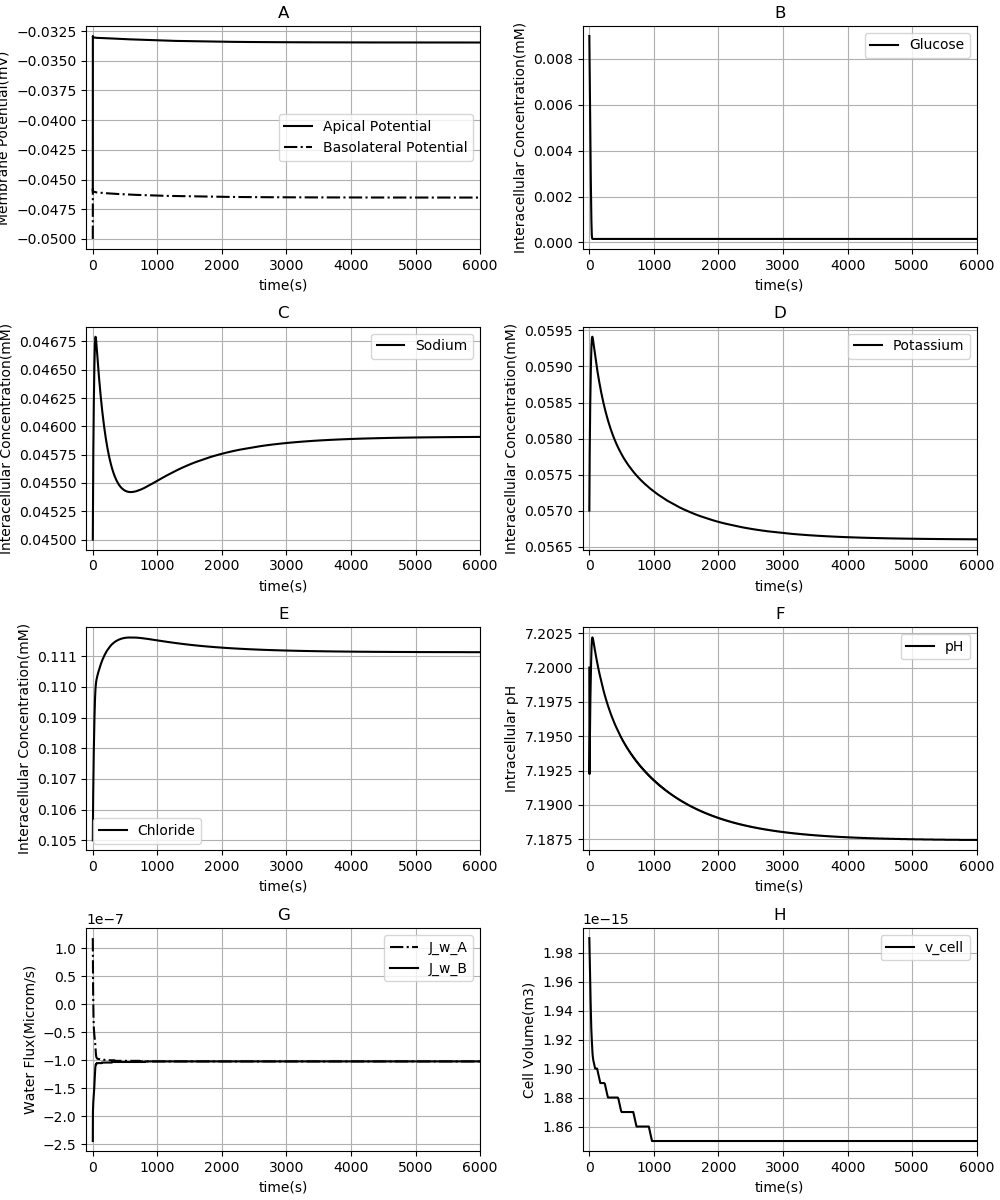 A
−0.0325
−0.0350
−0.0375
−0.0400
−0.0425
−0.0450
−0.0475
−0.0500
Membrane Potential(mV)
Apical Potential
Basolateral Potential
0 1000 2000 3000 4000 5000 6000
time(s)
B
0.008
0.006
0.004
0.002
0.000
Interacellular Concentration(mM)
Glucose
0 1000 2000 3000 4000 5000 6000
time(s)
C
0.04675
0.04650
0.04625
0.04600
0.04575
0.04550
0.04525
0.04500
Interacellular Concentration(mM)
Sodium
0 1000 2000 3000 4000 5000 6000
time(s)
D
0.0595
0.0590
0.0585
0.0580
0.0575
0.0570
0.0565
Interacellular Concentration(mM)
Potassium
0 1000 2000 3000 4000 5000 6000
time(s)
E
0.111
0.110
0.109
0.108
0.107
0.106
0.105
Interacellular Concentration(mM)
Chloride
0 1000 2000 3000 4000 5000 6000
time(s)
F
7.2025
7.2000
7.1975
7.1950
7.1925
7.1900
7.1875
Intracellular pH
pH
0 1000 2000 3000 4000 5000 6000
time(s)
G
1e−7
1.0
0.5
0.0
−0.5
−1.0
−1.5
−2.0
−2.5
Water Flux(Microm/s)
J_w_A
J_w_B
0 1000 2000 3000 4000 5000 6000
time(s)
H
1e−15
1.98
1.96
1.94
1.92
1.90
1.88
1.86
Cell Volume(m3)
v_cell
0 1000 2000 3000 4000 5000 6000
time(s)